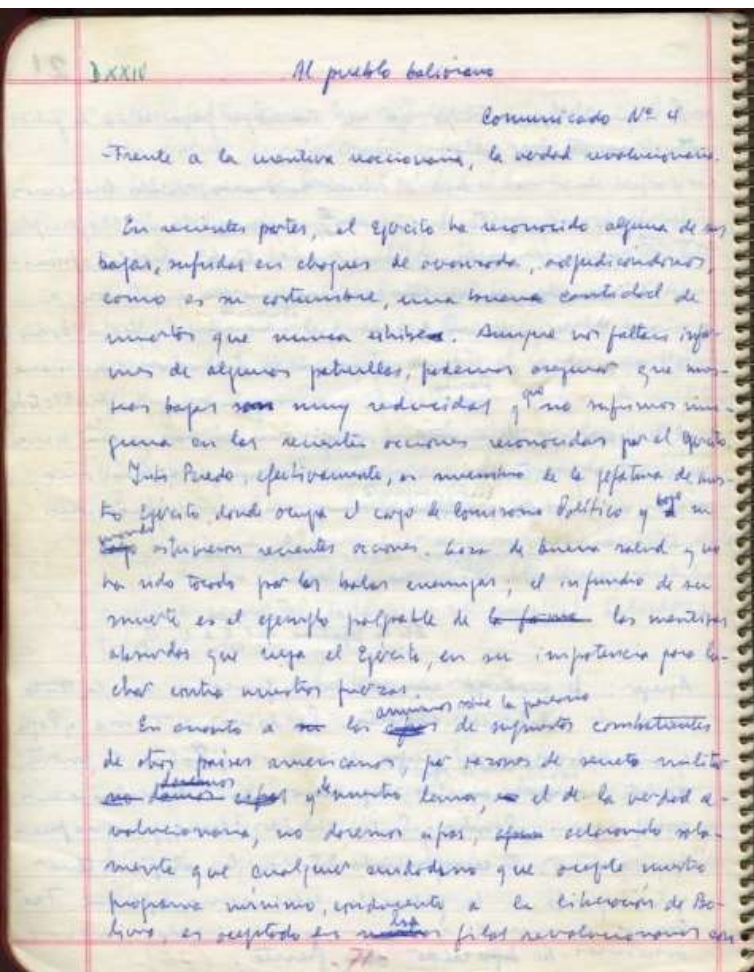 DXXIV Al pueblo boliviano
Comunicado Nº 4
-Frente a la mentira reaccionaria, la verdad revolucionaria.
En recientes partes, el Ejército ha reconocido alguna de sus
bajas, sufridas en choques de avanzada, adjudicándonos,
como es su costumbre, una buena cantidad de
muertos que nunca exhibe. Aunque nos faltan infor
mes de algunas patrullas, podemos asegurar que nues-
tras bajas son muy reducidas y que no sufrimos nin-
guna en las recientes acciones reconocidas por el Ejército
Inti Peredo, efectivamente, es miembro de la jefatura de nues-
tro Ejército donde ocupa el cargo de Comisario Político y bajo su
mando estuvieron recientes acciones. Goza de buena salud y no
ha sido tocado por las balas enemigas, el infundio de su
muerte es el ejemplo palpable de la forma las mentiras
absurdas que riega el Ejército, en su impotencia para lu-
char contra nuestras fuerzas.
En cuanto a los anuncios sobre la presencia de supuestos combatientes
de otros países americanos, por razones de secreto militar
no damos cifras y de nuestro lema, el de la verdad re
volucionaria, no daremos cifras, aclarando sola-
mente que cualquier ciudadano que acepte nuestro
programa mínimo, conducente a la liberación de Bo-
livia, es aceptado en las filas revolucionarias con